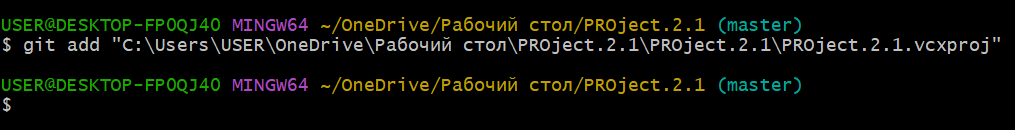 USER@DESKTOP-FP0QJ40 MINGW64 ~/OneDrive/Рабочий стол/PROject.2.1 (master)
$ git add "C:\Users\USER\OneDrive\Рабочий стол\PROject.2.1\PROject.2.1\PROject.2.1.vcxproj"
USER@DESKTOP-FP0QJ40 MINGW64 ~/OneDrive/Рабочий стол/PROject.2.1 (master)
$